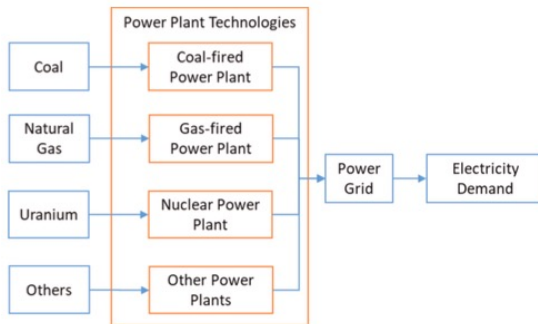 Power Plant Technologies
Coal
Coal-fired
Power Plant
Natural
Gas
Gas-fired
Power Plant
Power
Grid
Electricity
Demand
Uranium
Nuclear Power
Plant
Others
Other Power
Plants